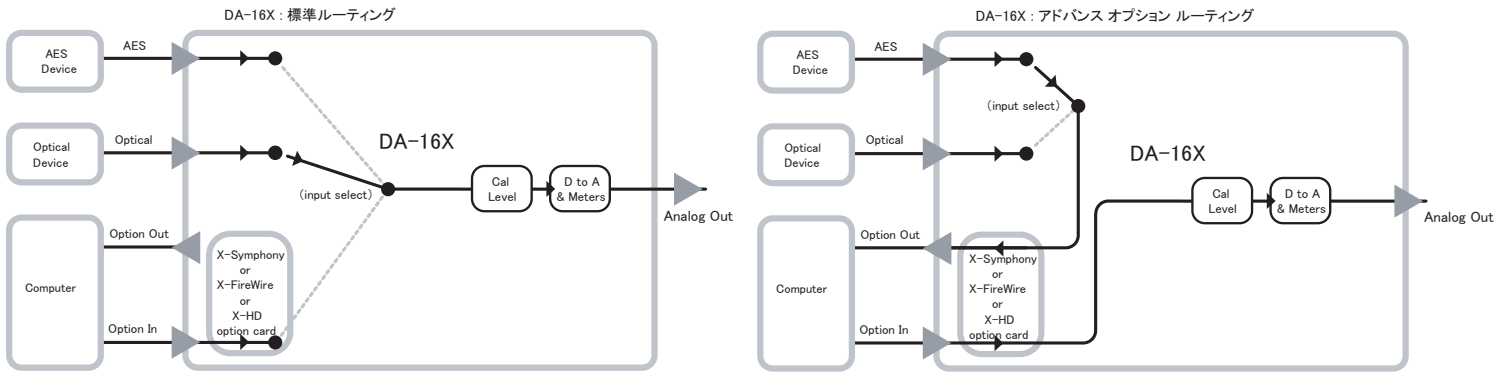 DA-16X : 標準ルーティング
AES
Device
AES
Optical
Device
Optical
DA-16X
(input select)
Cal
Level
D to A
& Meters
Analog Out
Computer
Option Out
X-Symphony
or
X-FireWire
or
X-HD
option card
Option In
DA-16X : アドバンス オプション ルーティング
AES
Device
AES
(input select)
Optical
Device
Optical
DA-16X
Cal
Level
D to A
& Meters
Analog Out
Computer
Option Out
X-Symphony
or
X-FireWire
or
X-HD
option card
Option In